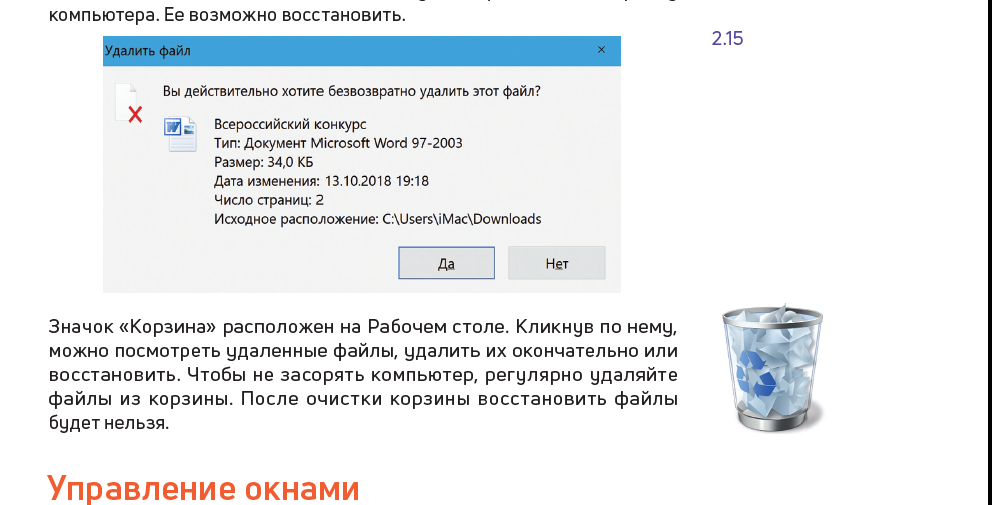 компьютера. Ее возможно восстановить.
2.15
Удалить файл
Вы действительно хотите безвозвратно удалить этот файл?
Всероссийский конкурс
Тип: Документ Microsoft Word 97-2003
Размер: 34,0 КБ
Дата изменения: 13.10.2018 19:18
Число страниц: 2
Исходное расположение: C:\Users\iMac\Downloads
Да
Нет
Значок «Корзина» расположен на Рабочем столе. Кликнув по нему,
можно посмотреть удаленные файлы, удалить их окончательно или
восстановить. Чтобы не засорять компьютер, регулярно удаляйте
файлы из корзины. После очистки корзины восстановить файлы
будет нельзя.
Управление окнами